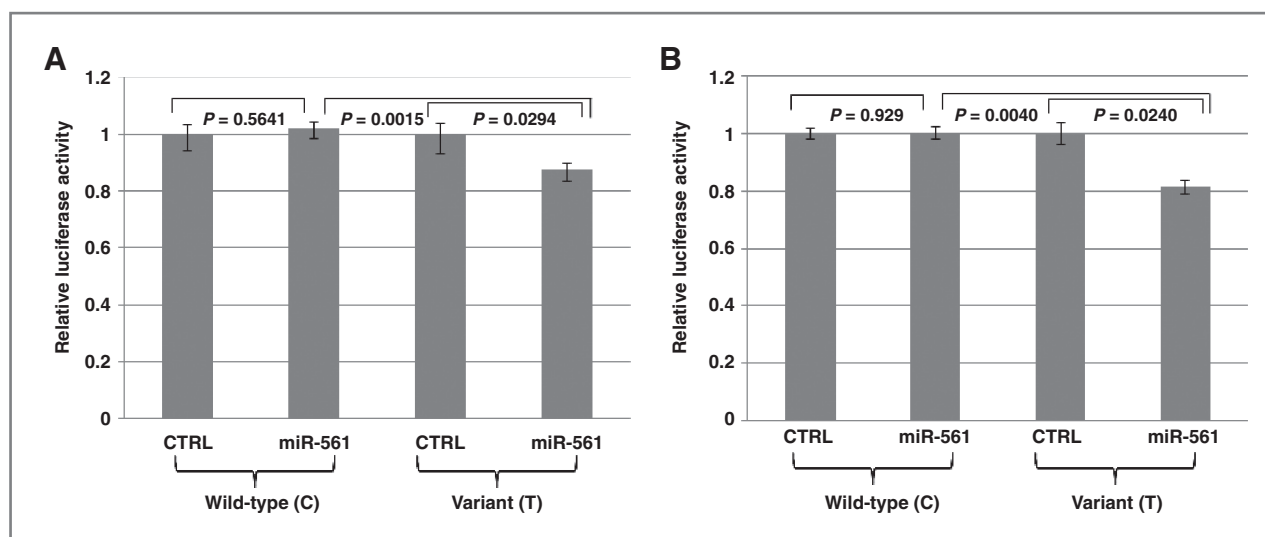 A
Relative luciferase activity
1.2
1
0.8
0.6
0.4
0.2
0
P = 0.5641
P = 0.0015
P = 0.0294
CTRL miR-561 CTRL miR-561
Wild-type (C) Variant (T)
B
Relative luciferase activity
1.2
1
0.8
0.6
0.4
0.2
0
P = 0.929
P = 0.0040
P = 0.0240
CTRL miR-561 CTRL miR-561
Wild-type (C) Variant (T)